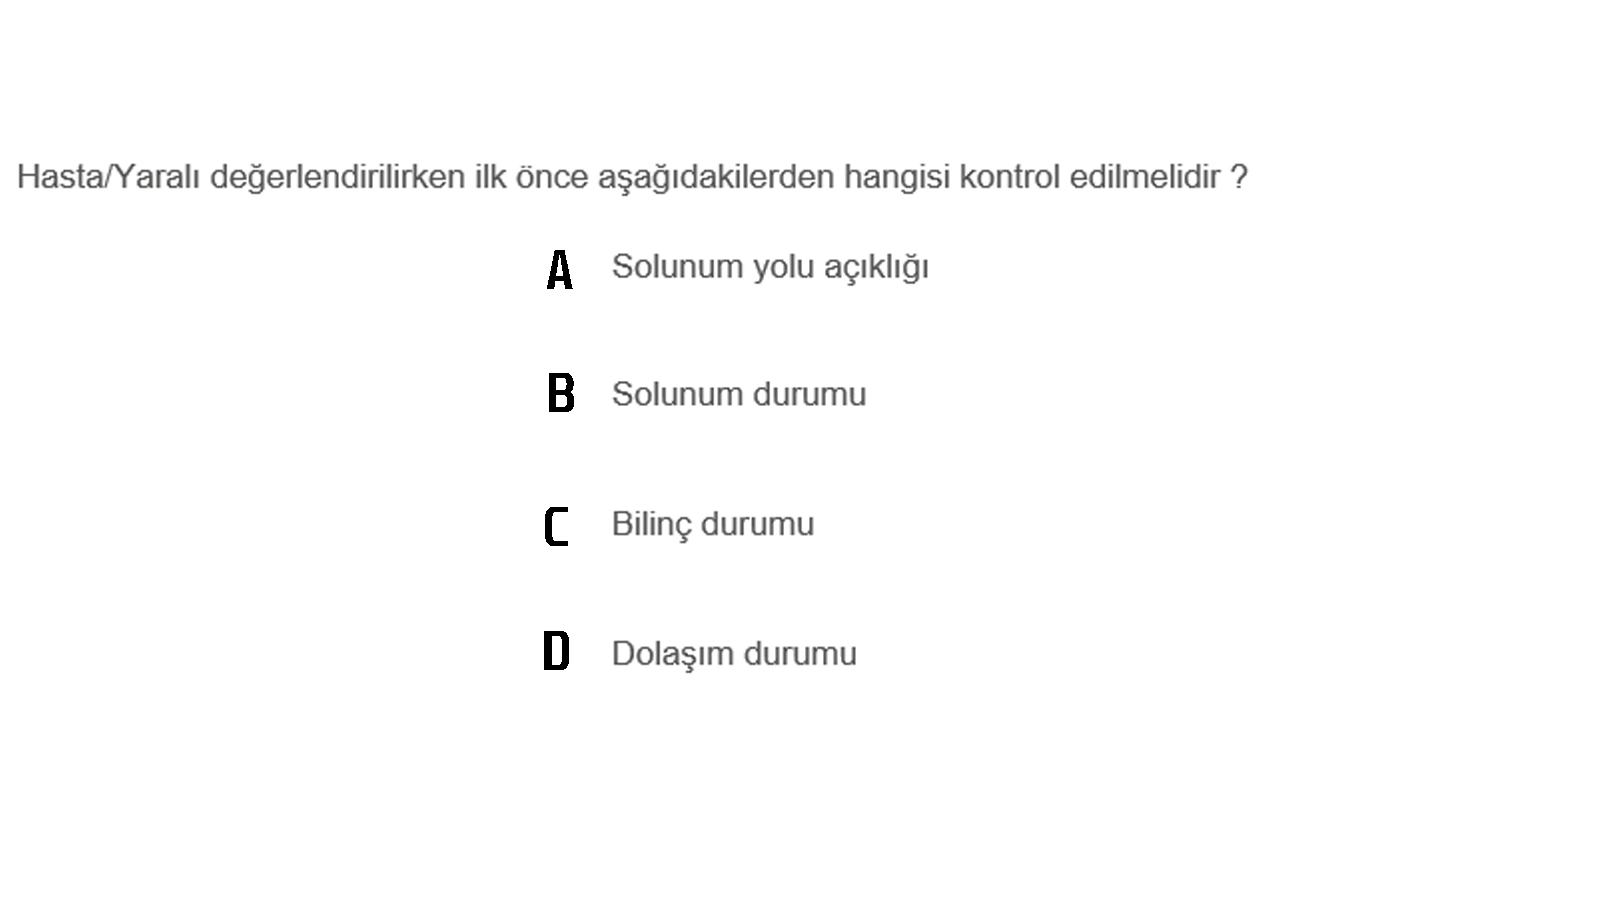 Hasta/Yaralı değerlendirilirken ilk önce aşağıdakilerden hangisi kontrol edilmelidir ?
A Solunum yolu açıklığı
B Solunum durumu
C Bilinç durumu
D Dolaşım durumu